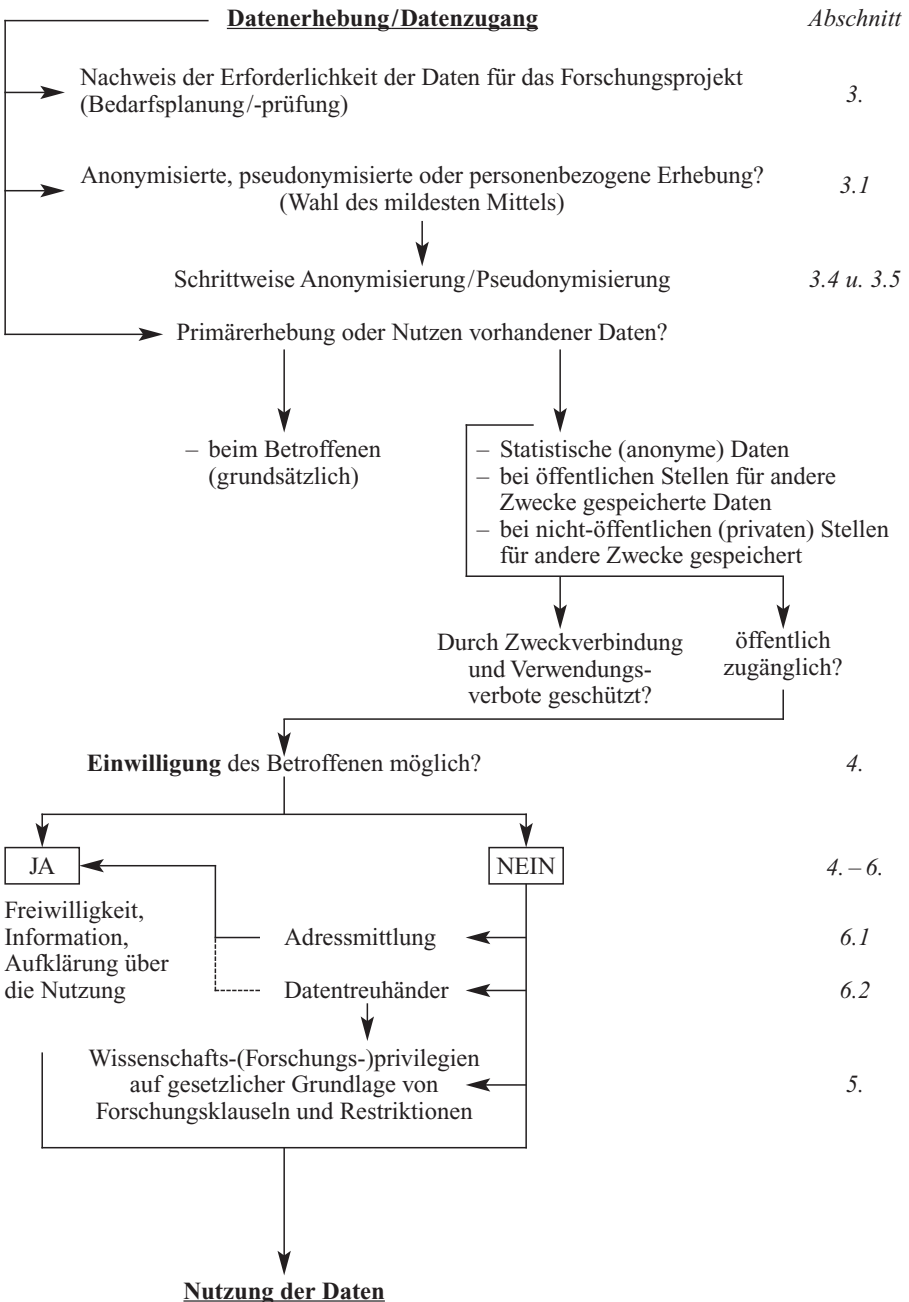 Datenerhebung/Datenzugang Abschnitt
Nachweis der Erforderlichkeit der Daten für das Forschungsprojekt
(Bedarfsplanung/-prüfung) 3.
Anonymisierte, pseudonymisierte oder personenbezogene Erhebung?
(Wahl des mildesten Mittels) 3.1
Schrittweise Anonymisierung/Pseudonymisierung 3.4 u. 3.5
Primärerhebung oder Nutzen vorhandener Daten?
– beim Betroffenen
(grundsätzlich)
– Statistische (anonyme) Daten
– bei öffentlichen Stellen für andere
Zwecke gespeicherte Daten
– bei nicht-öffentlichen (privaten) Stellen
für andere Zwecke gespeichert
Durch Zweckverbindung
und Verwendungs-
verbote geschützt?
öffentlich
zugänglich?
Einwilligung des Betroffenen möglich? 4.
JA NEIN 4. – 6.
Freiwilligkeit,
Information,
Aufklärung über
die Nutzung
Adressmittlung 6.1
Datentreuhänder 6.2
Wissenschafts-(Forschungs-)privilegien
auf gesetzlicher Grundlage von 5.
Forschungsklauseln und Restriktionen
Nutzung der Daten